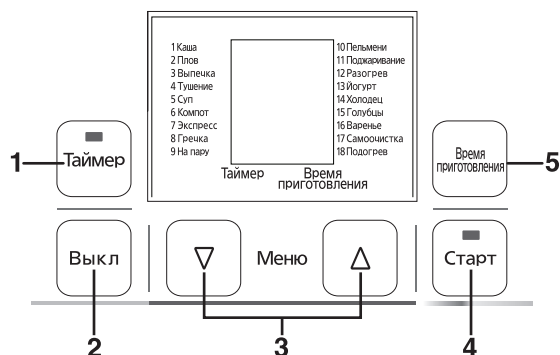 1 Каша
2 Плов
3 Выпечка
4 Тушение
5 Суп
6 Компот
7 Экспресс
8 Гречка
9 На пару
10 Пельмени
11 Поджаривание
12 Разогрев
13 Йогурт
14 Холодец
15 Голубцы
16 Варенье
17 Самоочистка
18 Подогрев
Таймер
Время
приготовления
1
Таймер
Время
приготовления
5
Выкл
Меню
Старт
2
3
4